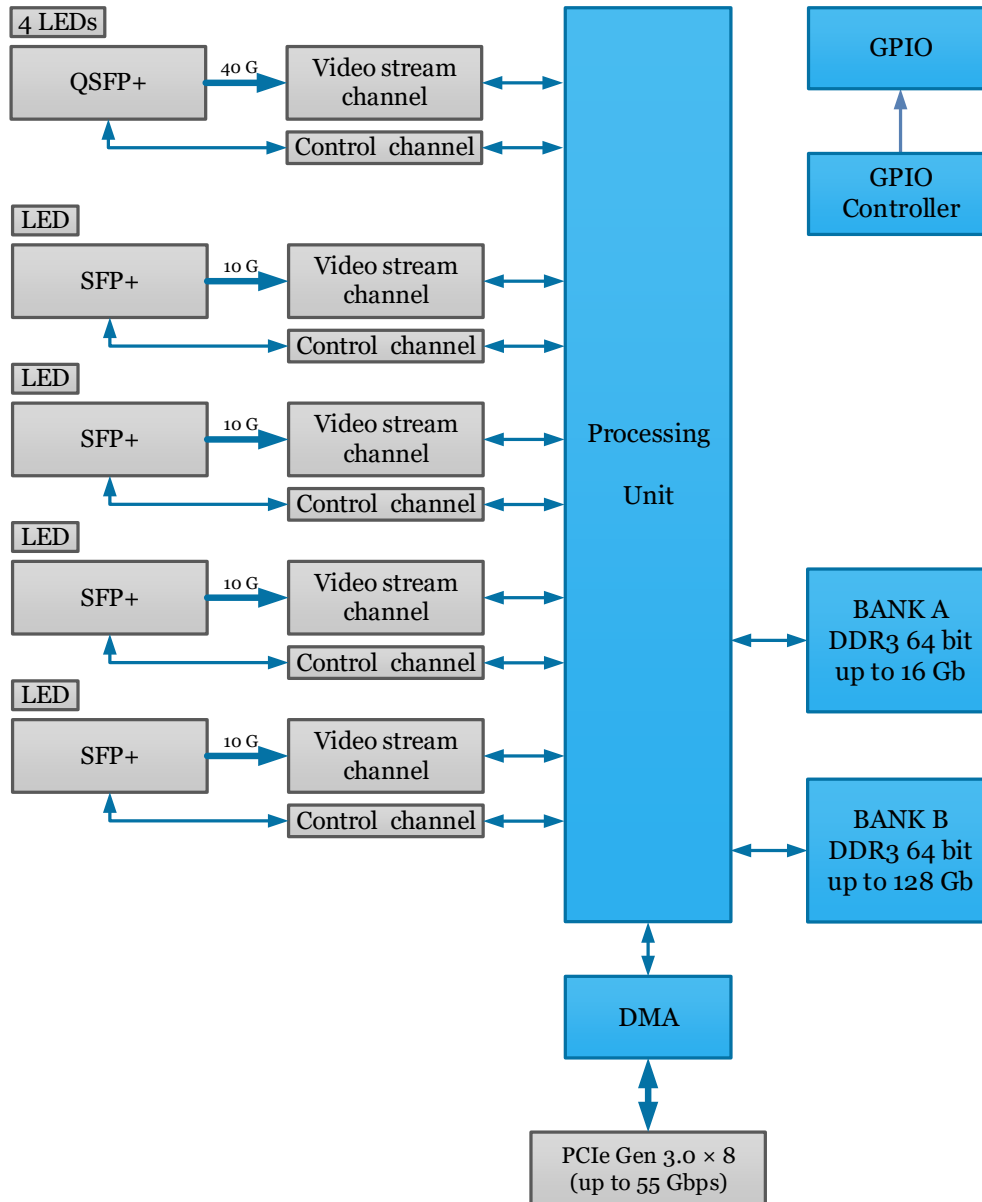 4 LEDs
QSFP+
40 G
Video stream
channel
Control channel
LED
SFP+
10 G
Video stream
channel
Control channel
LED
SFP+
10 G
Video stream
channel
Control channel
LED
SFP+
10 G
Video stream
channel
Control channel
LED
SFP+
10 G
Video stream
channel
Control channel
Processing
Unit
GPIO
GPIO
Controller
BANK A
DDR3 64 bit
up to 16 Gb
BANK B
DDR3 64 bit
up to 128 Gb
DMA
PCIe Gen 3.0 × 8
(up to 55 Gbps)